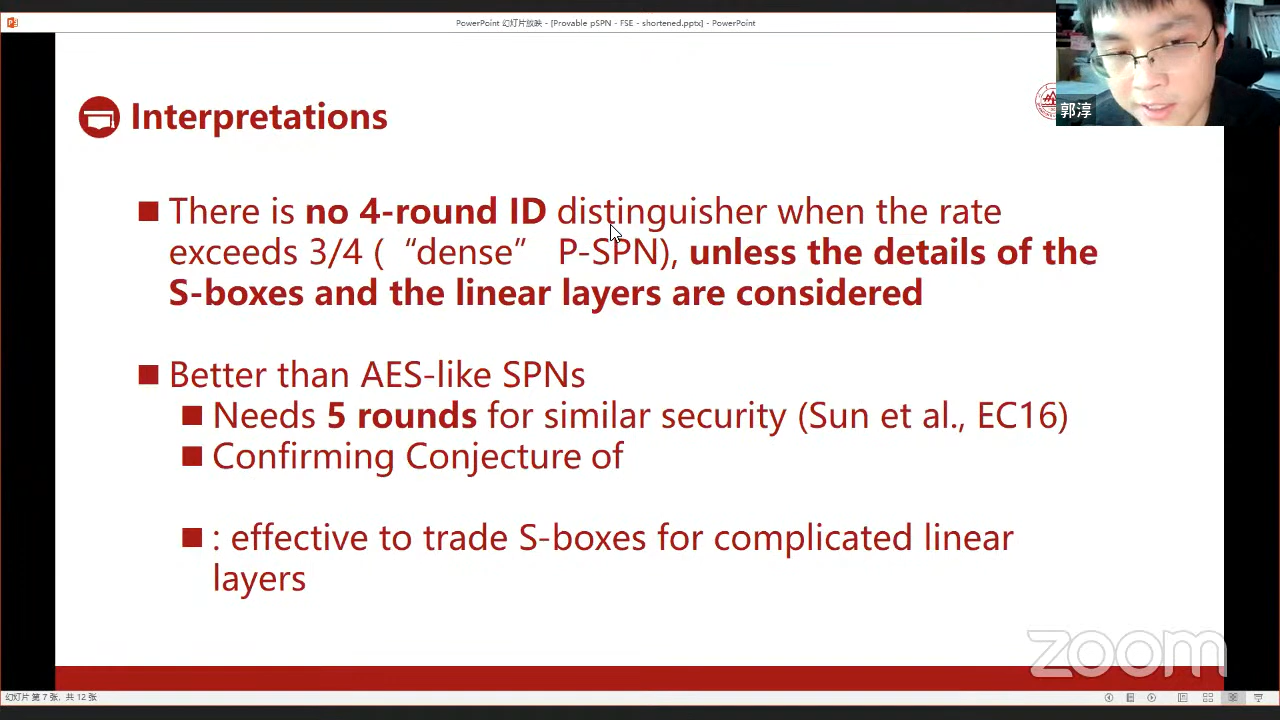 PowerPoint 幻灯片放映 - [Provable pSPN - FSE - shortened.pptx] - PowerPoint
郭淳
Interpretations
There is no 4-round ID distinguisher when the rate
exceeds 3/4 (“dense” P-SPN), unless the details of the
S-boxes and the linear layers are considered
Better than AES-like SPNs
Needs 5 rounds for similar security (Sun et al., EC16)
Confirming Conjecture of
: effective to trade S-boxes for complicated linear
layers
zoom
幻灯片 第 7 张，共 12 张